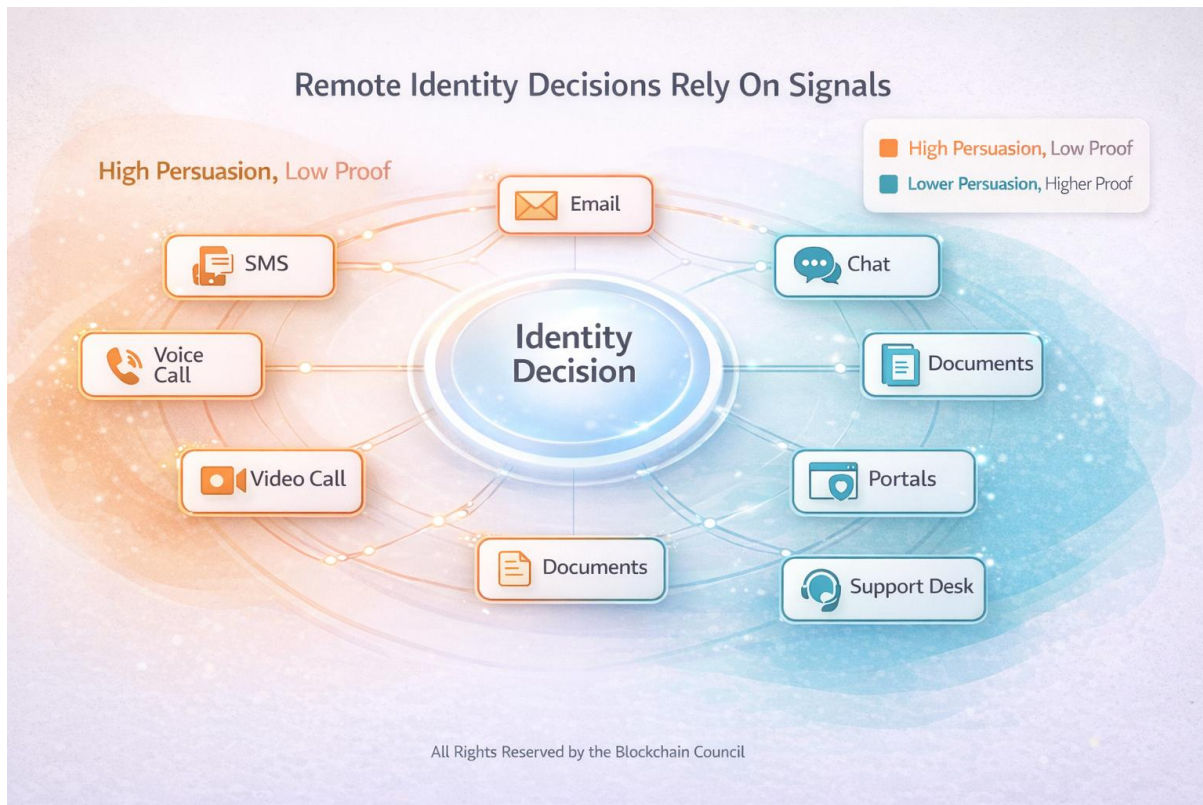 Remote Identity Decisions Rely On Signals
High Persuasion, Low Proof
High Persuasion, Low Proof
Lower Persuasion, Higher Proof
Email
SMS
Chat
Voice
Call
Identity
Decision
Documents
Video Call
Portals
Documents
Support Desk
All Rights Reserved by the Blockchain Council